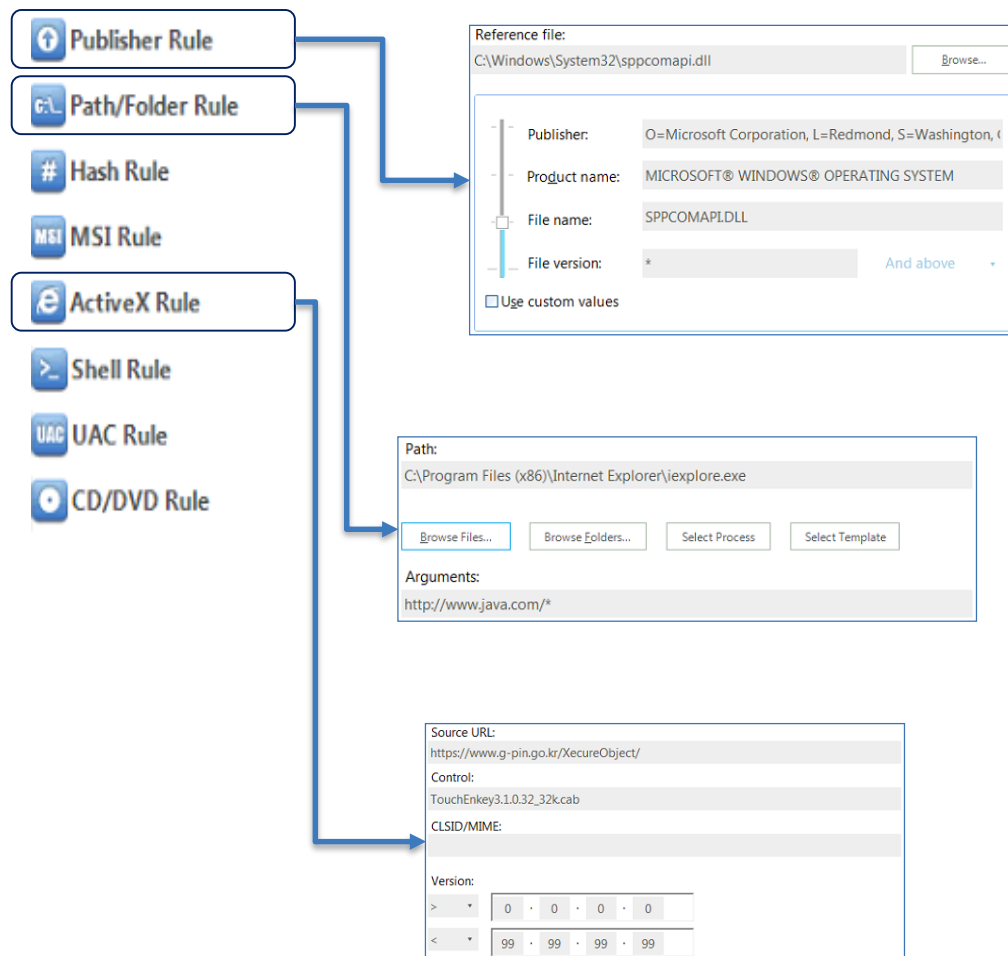 Publisher Rule
G:\_ Path/Folder Rule
# Hash Rule
MSI MSI Rule
ActiveX Rule
>_ Shell Rule
UAC UAC Rule
CD/DVD Rule
Reference file:
C:\Windows\System32\sppcomapi.dll Browse...
Publisher: O=Microsoft Corporation, L=Redmond, S=Washington,
Product name: MICROSOFT® WINDOWS® OPERATING SYSTEM
File name: SPPCOMAPI.DLL
File version: * And above
Use custom values
Path:
C:\Program Files (x86)\Internet Explorer\iexplore.exe
Browse Files... Browse Folders... Select Process Select Template
Arguments:
http://www.java.com/*
Source URL:
https://www.g-pin.go.kr/XecureObject/
Control:
TouchEnkey3.1.0.32_32k.cab
CLSID/MIME:
Version:
> 0 . 0 . 0 . 0
< 99 . 99 . 99 . 99